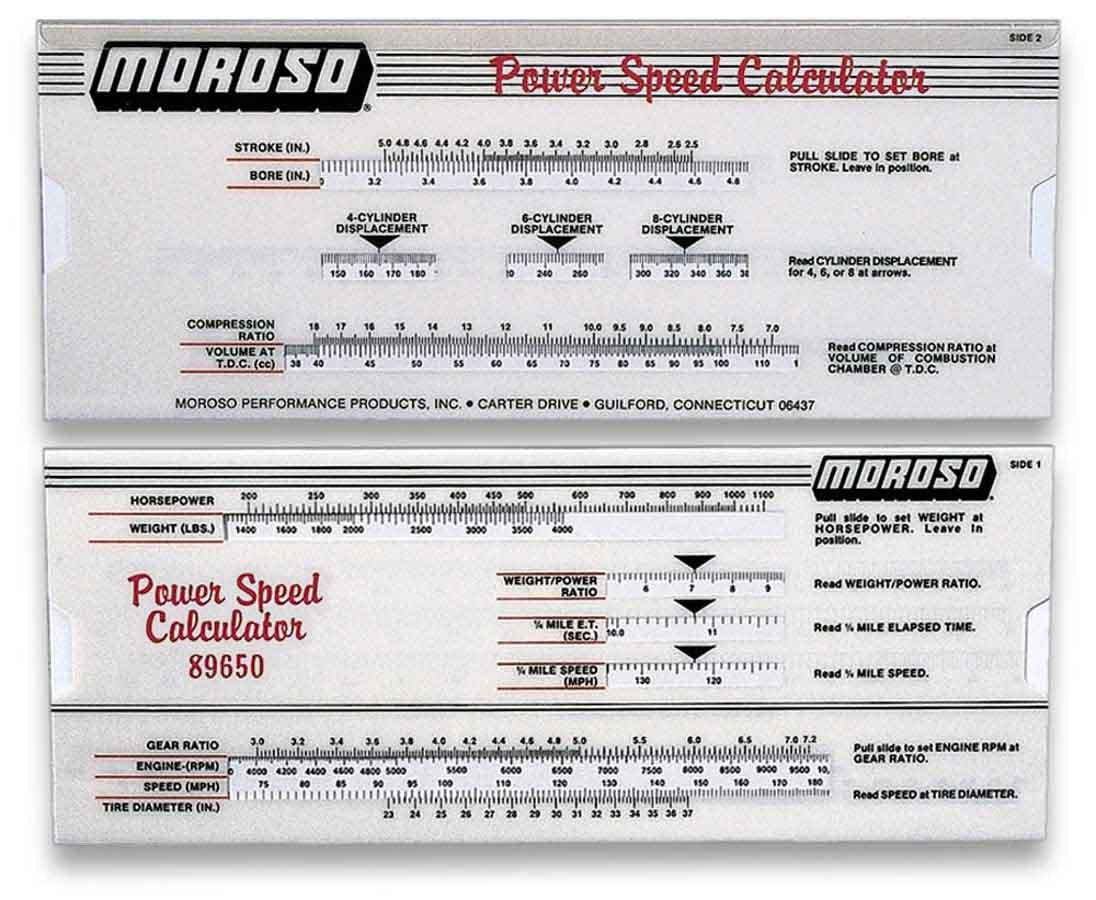 SIDE 2
MOROSO®
Power Speed Calculator
5.0 4.8 4.6 4.4 4.2 4.0 3.8 3.6 3.4 3.2 3.0 2.8 2.6 2.5
STROKE (IN.)
BORE (IN.)
3.2 3.4 3.6 3.8 4.0 4.2 4.4 4.6 4.8
PULL SLIDE TO SET BORE at
STROKE. Leave in position.
4-CYLINDER
DISPLACEMENT
6-CYLINDER
DISPLACEMENT
8-CYLINDER
DISPLACEMENT
150 160 170 180
240 260
300 320 340 360
Read CYLINDER DISPLACEMENT
for 4, 6, or 8 at arrows.
COMPRESSION
RATIO
18 17 16 15 14 13 12 11 10.0 9.5 9.0 8.5 8.0 7.5 7.0
VOLUME AT
T.D.C. (cc)
38 40 45 50 55 60 65 70 75 80 85 90 95 100 110
Read COMPRESSION RATIO at
VOLUME OF COMBUSTION
CHAMBER @ T.D.C.
MOROSO PERFORMANCE PRODUCTS, INC. • CARTER DRIVE • GUILFORD, CONNECTICUT 06437
MOROSO
SIDE 1
HORSEPOWER
200 250 300 350 400 450 500 600 700 800 900 1000 1100
WEIGHT (LBS.)
1400 1600 1800 2000 2500 3000 3500 4000
Pull slide to set WEIGHT at
HORSEPOWER. Leave in
position.
Power Speed
Calculator
89650
WEIGHT/POWER
RATIO
6 7 8 9
Read WEIGHT/POWER RATIO.
¼ MILE E.T.
(SEC.)
10.0 11
Read ¼ MILE ELAPSED TIME.
¼ MILE SPEED
(MPH)
130 120
Read ¼ MILE SPEED.
GEAR RATIO
3.0 3.2 3.4 3.6 3.8 4.0 4.2 4.4 4.6 4.8 5.0 5.5 6.0 6.5 7.0 7.2
ENGINE-(RPM)
4000 4200 4400 4600 4800 5000 5500 6000 6500 7000 7500 8000 8500 9000 9500 10,
SPEED (MPH)
75 80 85 90 95 100 110 120 130 140 150 160 170 180
TIRE DIAMETER (IN.)
23 24 25 26 27 28 29 30 31 32 33 34 35 36 37
Pull slide to set ENGINE RPM at
GEAR RATIO.
Read SPEED at TIRE DIAMETER.